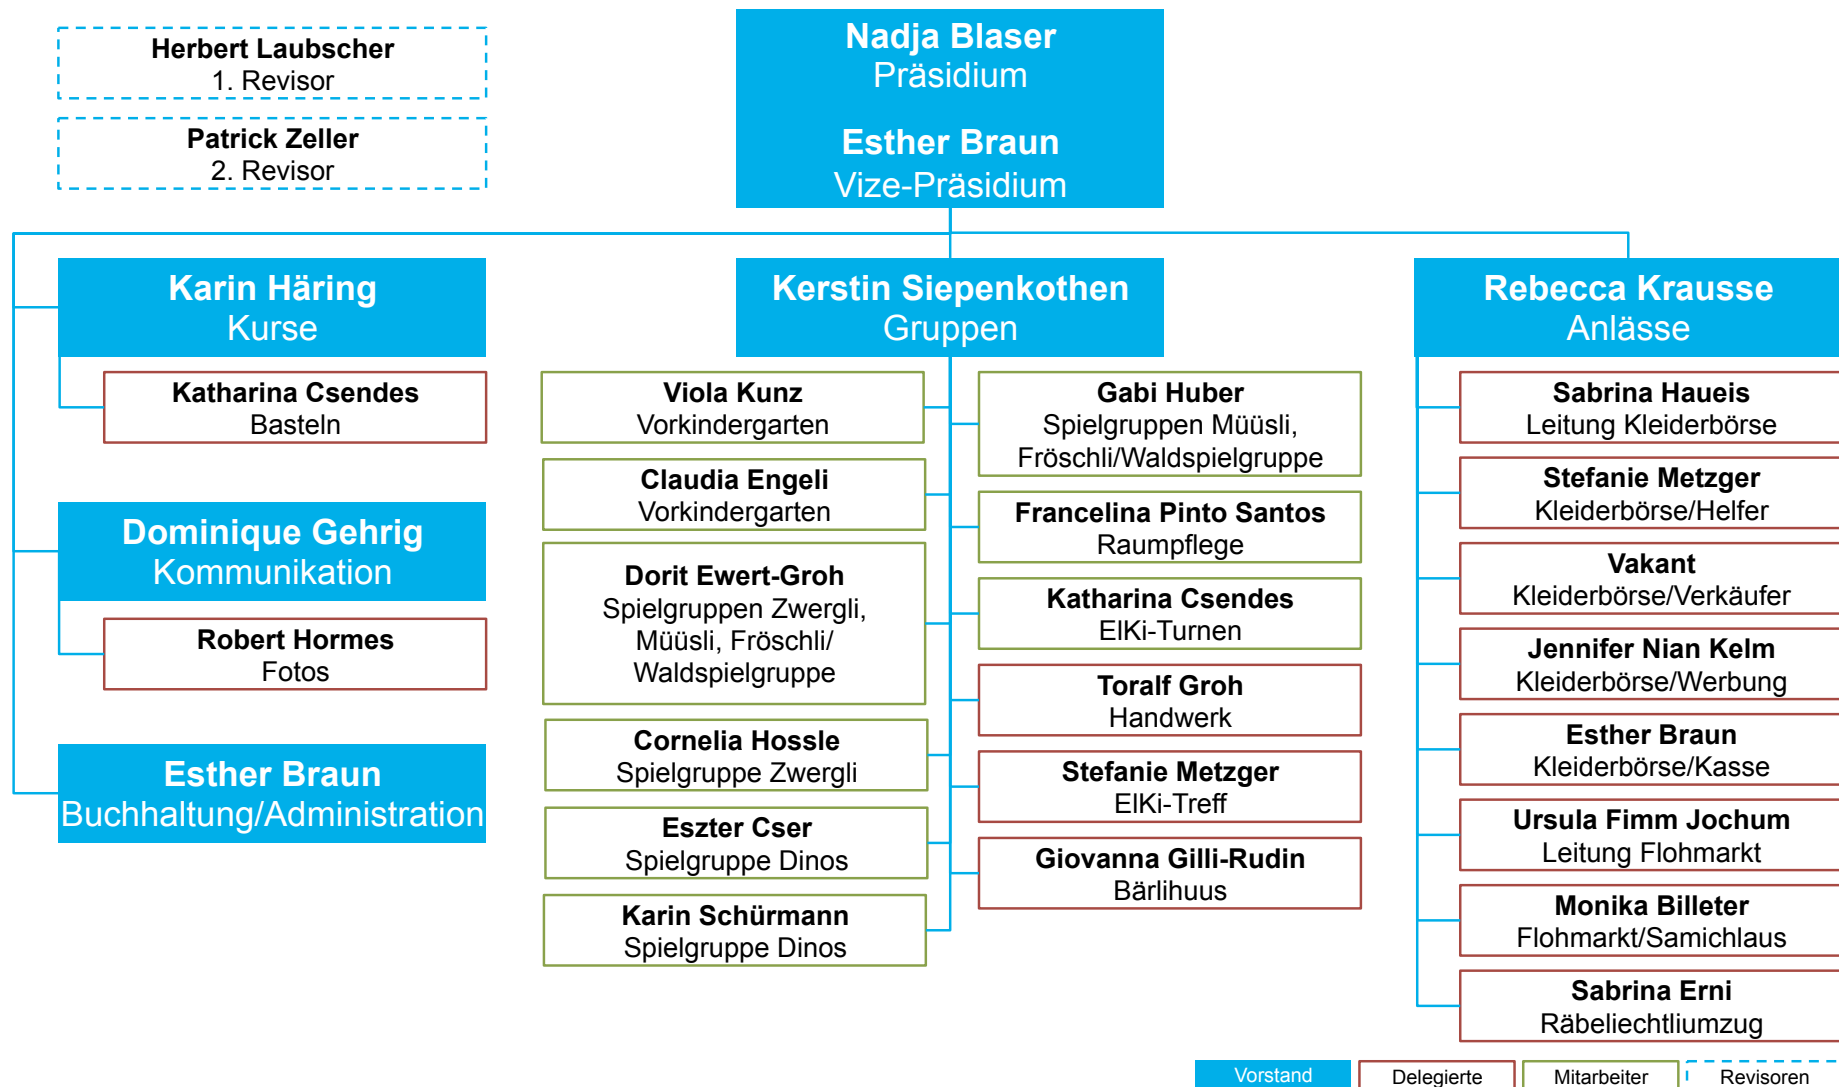 Herbert Laubscher
1. Revisor
Patrick Zeller
2. Revisor
Nadja Blaser
Präsidium
Esther Braun
Vize-Präsidium
Karin Häring
Kurse
Katharina Csendes
Basteln
Dominique Gehrig
Kommunikation
Robert Hormes
Fotos
Esther Braun
Buchhaltung/Administration
Kerstin Siepenkothen
Gruppen
Viola Kunz
Vorkindergarten
Claudia Engeli
Vorkindergarten
Dorit Ewert-Groh
Spielgruppen Zwergli,
Müüsli, Fröschli/
Waldspielgruppe
Cornelia Hossle
Spielgruppe Zwergli
Eszter Cser
Spielgruppe Dinos
Karin Schürmann
Spielgruppe Dinos
Gabi Huber
Spielgruppen Müüsli,
Fröschli/Waldspielgruppe
Francelina Pinto Santos
Raumpflege
Katharina Csendes
ElKi-Turnen
Toralf Groh
Handwerk
Stefanie Metzger
ElKi-Treff
Giovanna Gilli-Rudin
Bärlihuus
Rebecca Krausse
Anlässe
Sabrina Haueis
Leitung Kleiderbörse
Stefanie Metzger
Kleiderbörse/Helfer
Vakant
Kleiderbörse/Verkäufer
Jennifer Nian Kelm
Kleiderbörse/Werbung
Esther Braun
Kleiderbörse/Kasse
Ursula Fimm Jochum
Leitung Flohmarkt
Monika Billeter
Flohmarkt/Samichlaus
Sabrina Erni
Räbeliechtliumzug
Vorstand
Delegierte
Mitarbeiter
Revisoren